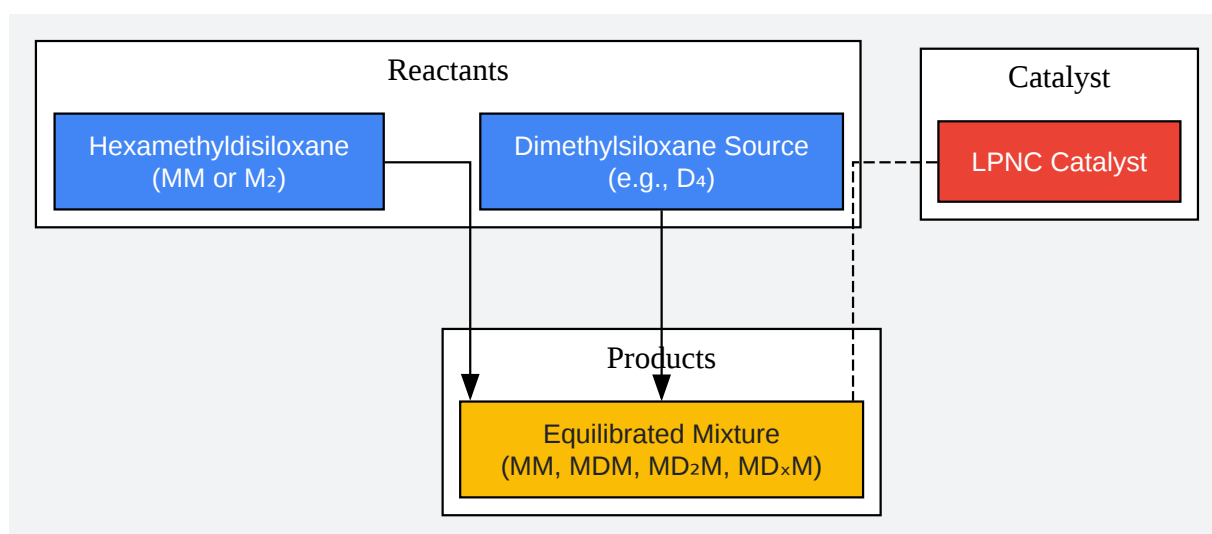 Reactants
Hexamethyldisiloxane
(MM or M₂)
Dimethylsiloxane Source
(e.g., D₄)
Catalyst
LPNC Catalyst
Products
Equilibrated Mixture
(MM, MDM, MD₂M, MDₓM)